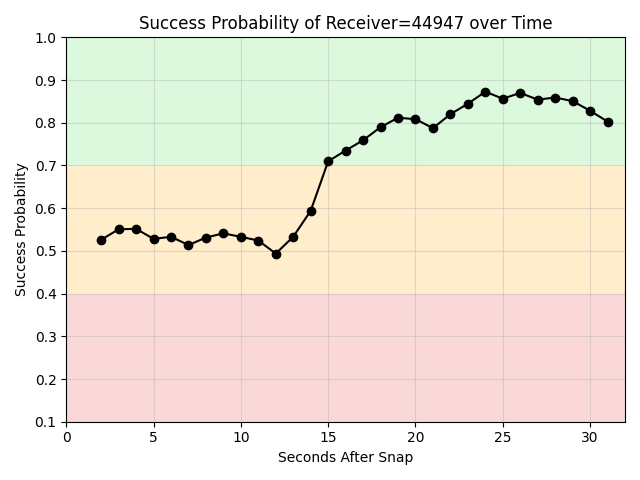 Success Probability of Receiver=44947 over Time
1.0
0.9
0.8
0.7
0.6
0.5
0.4
0.3
0.2
0.1
Success Probability
0 5 10 15 20 25 30
Seconds After Snap